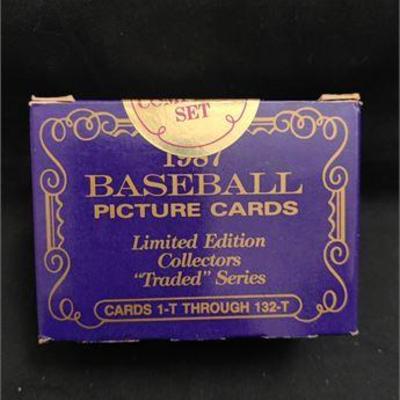 SET
1987
BASEBALL
PICTURE CARDS
Limited Edition
Collectors
"Traded" Series
CARDS 1-T THROUGH 132-T